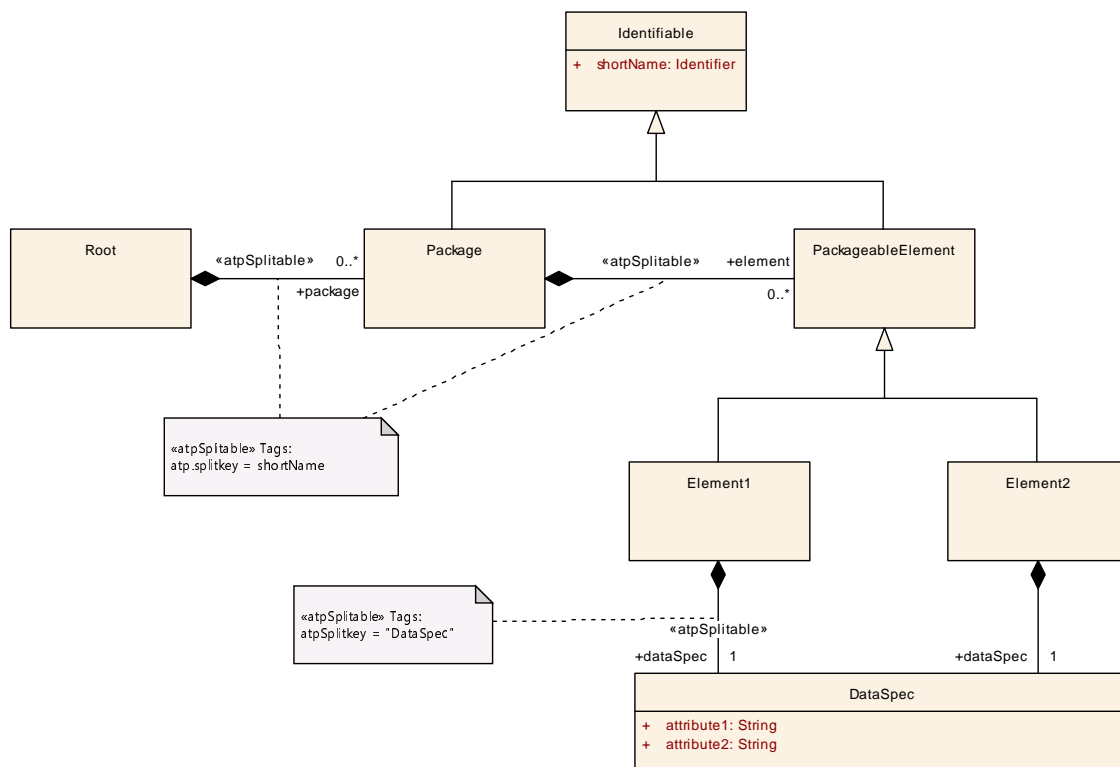 Identifiable
+ shortName: Identifier
Root
Package
PackageableElement
«atpSplitable»
0..*
+package
«atpSplitable»
+element
0..*
«atpSplitable» Tags:
atp.splitkey = shortName
Element1
Element2
«atpSplitable» Tags:
atpSplitkey = "DataSpec"
«atpSplitable»
+dataSpec 1
+dataSpec 1
DataSpec
+ attribute1: String
+ attribute2: String